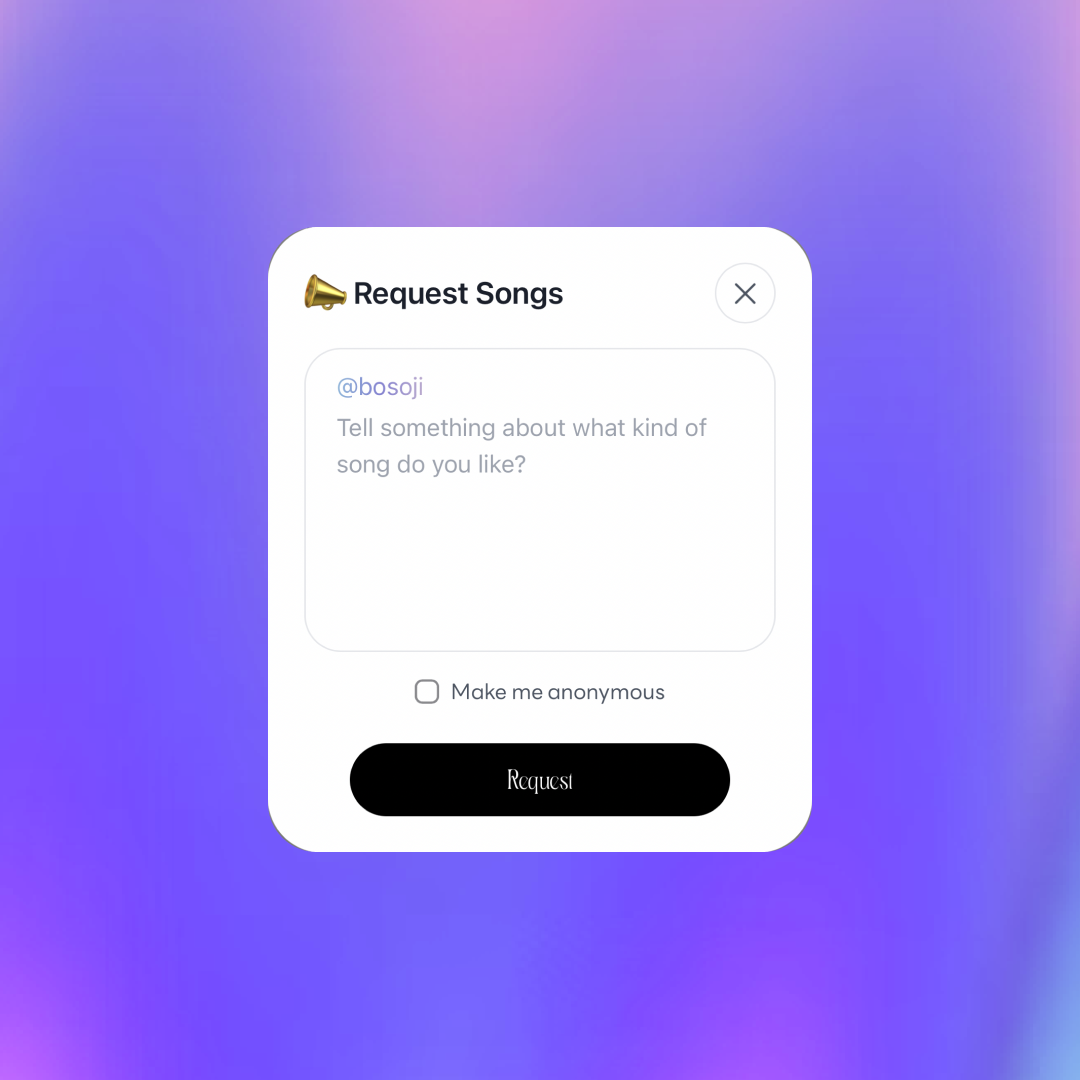 Request Songs
@bosoji
Tell something about what kind of
song do you like?
Make me anonymous
Request